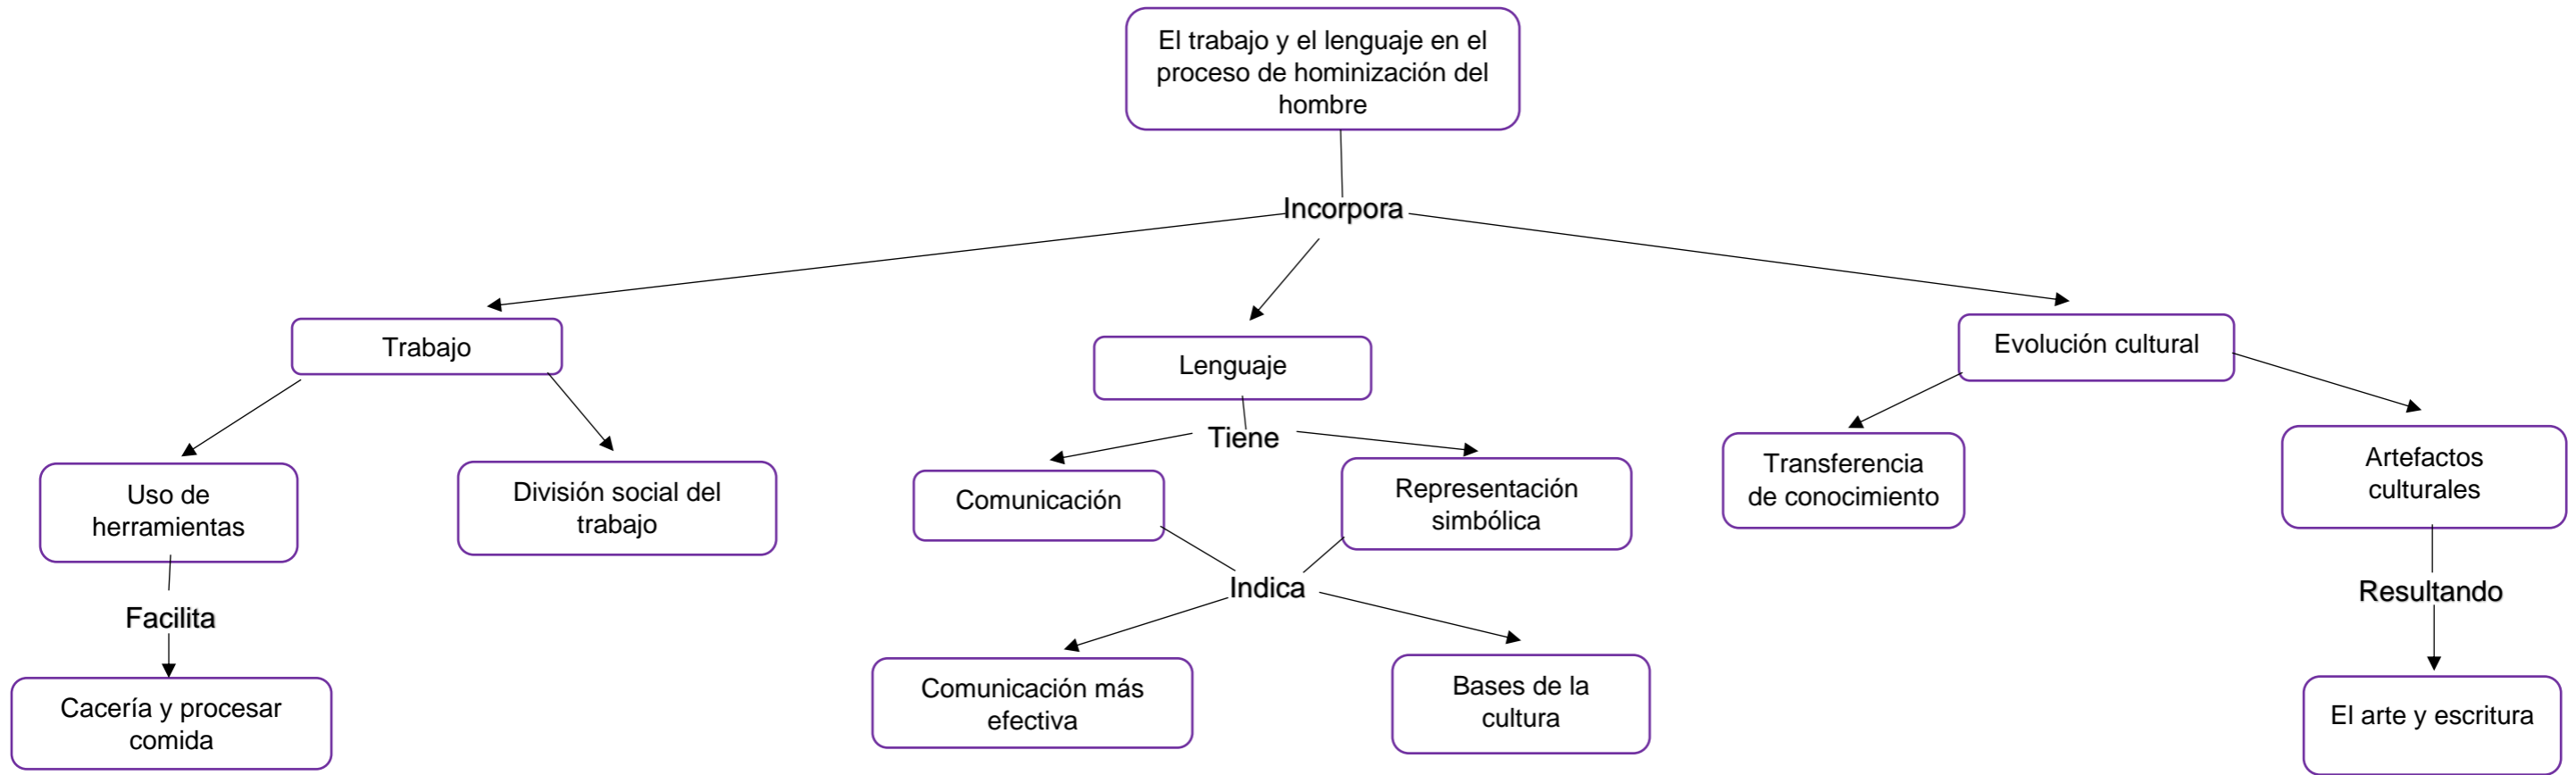 El trabajo y el lenguaje en el
proceso de hominización del
hombre
Incorpora
Trabajo
Lenguaje
Evolución cultural
Uso de
herramientas
División social del
trabajo
Tiene
Comunicación
Representación
simbólica
Transferencia
de conocimiento
Artefactos
culturales
Facilita
Indica
Resultando
Cacería y procesar
comida
Comunicación más
efectiva
Bases de la
cultura
El arte y escritura